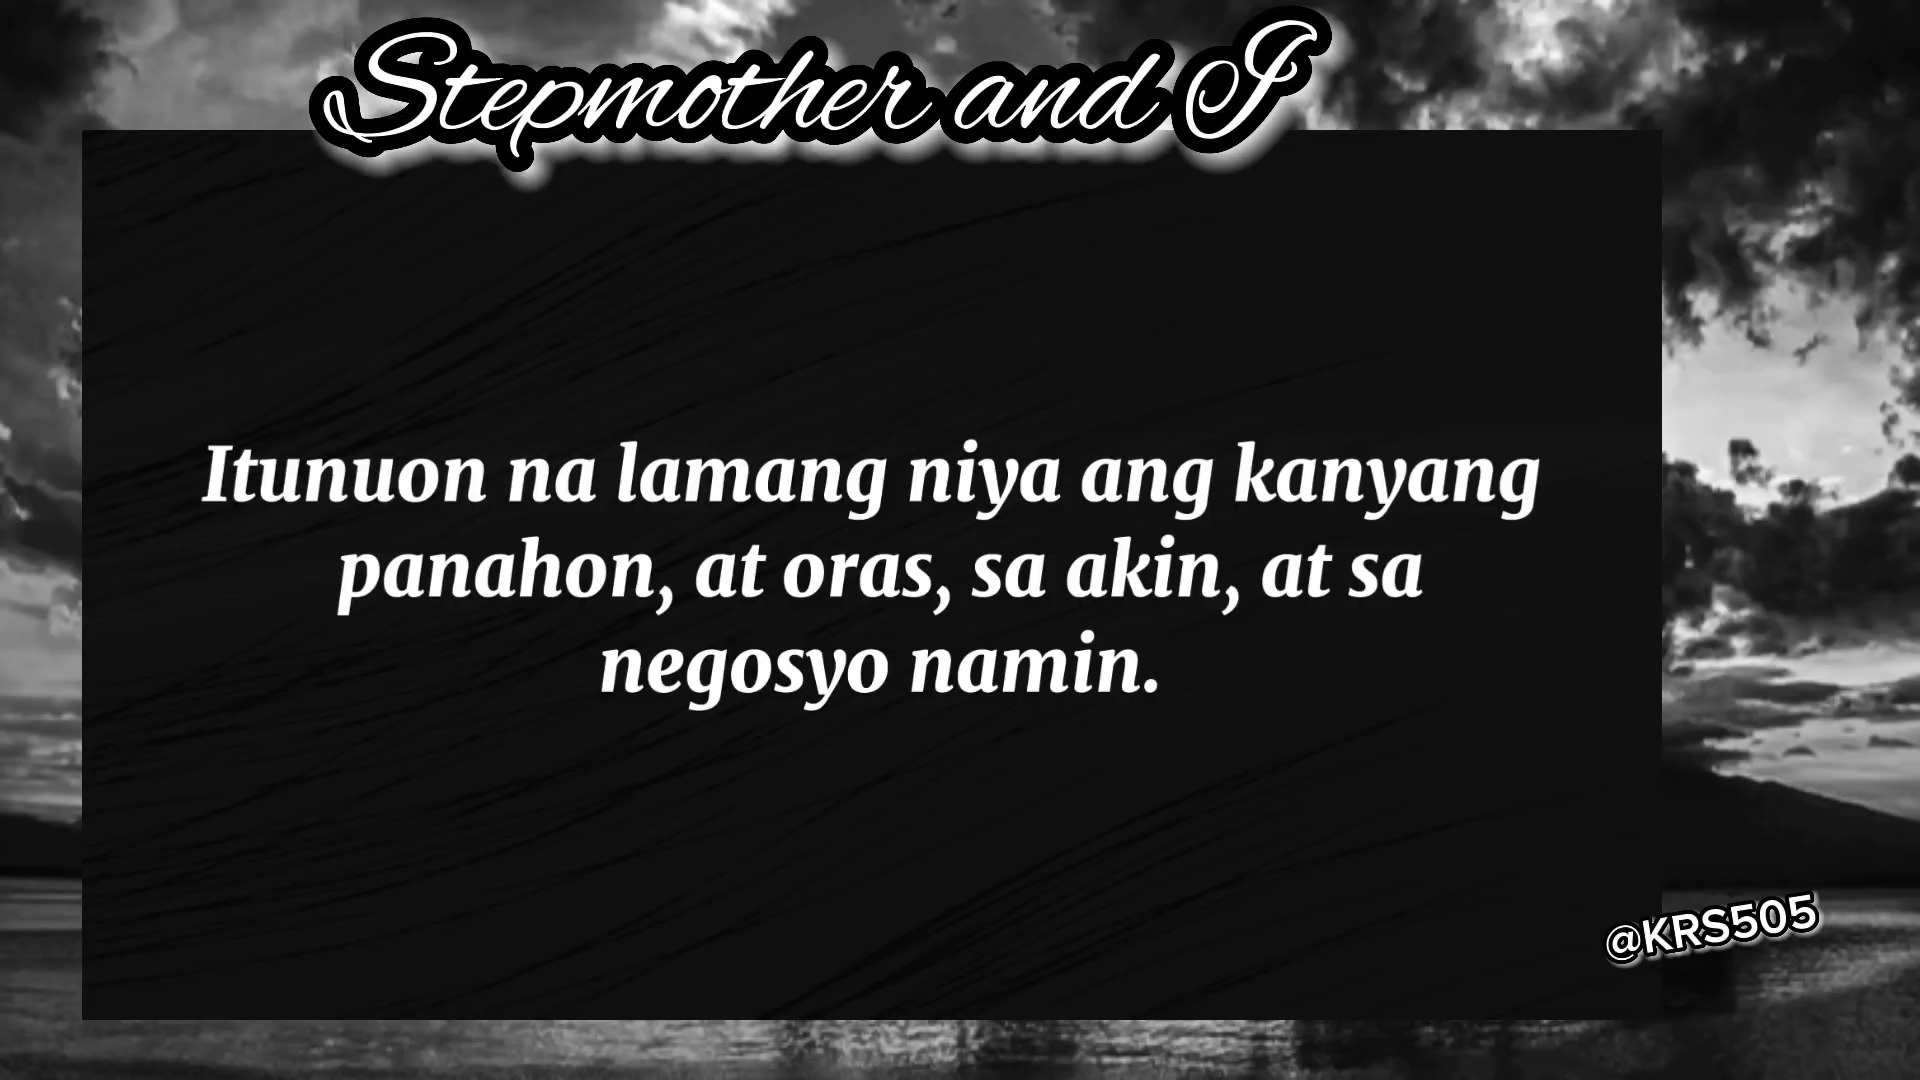 Stepmother and I
Itunuon na lamang niya ang kanyang
panahon, at oras, sa akin, at sa
negosyo namin.
@KRS505